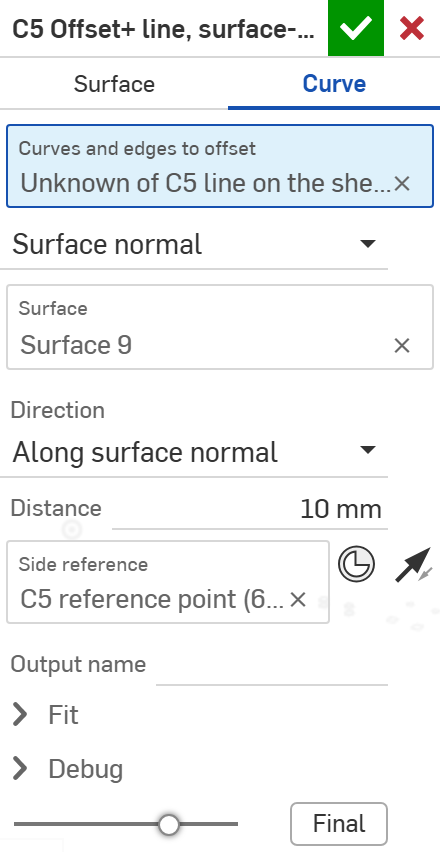 C5 Offset+ line, surface-...
Surface
Curve
Curves and edges to offset
Unknown of C5 line on the she...
Surface normal
Surface
Surface 9
Direction
Along surface normal
Distance 10 mm
Side reference
C5 reference point (6...
Output name
Fit
Debug
Final